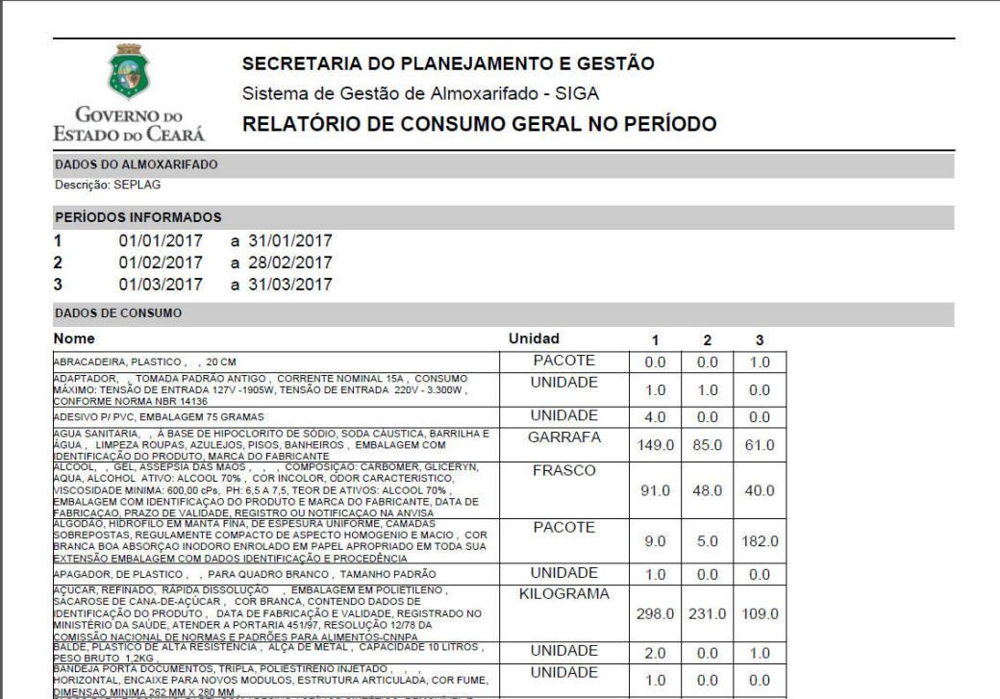 GOVERNO DO
ESTADO DO CEARÁ
SECRETARIA DO PLANEJAMENTO E GESTÃO
Sistema de Gestão de Almoxarifado - SIGA
RELATÓRIO DE CONSUMO GERAL NO PERÍODO
DADOS DO ALMOXARIFADO
Descrição: SEPLAG
PERÍODOS INFORMADOS
1 01/01/2017 a 31/01/2017
2 01/02/2017 a 28/02/2017
3 01/03/2017 a 31/03/2017
DADOS DE CONSUMO
Nome Unidad 1 2 3
ABRACADEIRA, PLASTICO , , 20 CM PACOTE 0.0 0.0 1.0
ADAPTADOR, , TOMADA PADRÃO ANTIGO , CORRENTE NOMINAL 15A , CONSUMO
MÁXIMO: TENSÃO DE ENTRADA 127V -1905W, TENSÃO DE ENTRADA 220V - 3.300W ,
CONFORME NORMA NBR 14136
UNIDADE 1.0 1.0 0.0
ADESIVO P/ PVC, EMBALAGEM 75 GRAMAS UNIDADE 4.0 0.0 0.0
AGUA SANITARIA, , À BASE DE HIPOCLORITO DE SÓDIO, SODA CÁUSTICA, BARRILHA E
ÁGUA , LIMPEZA ROUPAS, AZULEJOS, PISOS, BANHEIROS , EMBALAGEM COM
IDENTIFICAÇÃO DO PRODUTO, MARCA DO FABRICANTE
GARRAFA 149.0 85.0 61.0
ALCOOL, , GEL, ASSEPSIA DAS MAOS , , , COMPOSIÇAO: CARBOMER, GLICERYN,
AQUA, ALCOHOL ATIVO: ALCOOL 70% , COR INCOLOR, ODOR CARACTERISTICO,
VISCOSIDADE MINIMA: 600,00 cPs, PH: 6,5 A 7,5, TEOR DE ATIVOS: ALCOOL 70% ,
EMBALAGEM COM IDENTIFICAÇAO DO PRODUTO E MARCA DO FABRICANTE, DATA DE
FABRICAÇAO, PRAZO DE VALIDADE, REGISTRO OU NOTIFICAÇAO NA ANVISA
FRASCO 91.0 48.0 40.0
ALGODAO, HIDROFILO EM MANTA FINA, DE ESPESURA UNIFORME, CAMADAS
SOBREPOSTAS, REGULAMENTE COMPACTO DE ASPECTO HOMOGENIO E MACIO , COR
BRANCA BOA ABSORÇAO INODORO ENROLADO EM PAPEL APROPRIADO EM TODA SUA
EXTENSÃO EMBALAGEM COM DADOS IDENTIFICAÇÃO E PROCEDÊNCIA
PACOTE 9.0 5.0 182.0
APAGADOR, DE PLASTICO , , PARA QUADRO BRANCO , TAMANHO PADRÃO UNIDADE 1.0 0.0 0.0
AÇUCAR, REFINADO, RÁPIDA DISSOLUÇÃO , EMBALAGEM EM POLIETILENO ,
SACAROSE DE CANA-DE-AÇÚCAR , COR BRANCA, CONTENDO DADOS DE
IDENTIFICAÇÃO DO PRODUTO , DATA DE FABRICAÇÃO E VALIDADE, REGISTRADO NO
MINISTÉRIO DA SAÚDE, ATENDER A PORTARIA 451/97, RESOLUÇÃO 12/78 DA
COMISSÃO NACIONAL DE NORMAS E PADRÕES PARA ALIMENTOS-CNNPA
KILOGRAMA 298.0 231.0 109.0
BALDE, PLASTICO DE ALTA RESISTENCIA , ALÇA DE METAL , CAPACIDADE 10 LITROS ,
PESO BRUTO 1,2KG ,
UNIDADE 2.0 0.0 1.0
BANDEJA PORTA DOCUMENTOS, TRIPLA, POLIESTIRENO INJETADO , , ,
HORIZONTAL, ENCAIXE PARA NOVOS MODULOS, ESTRUTURA ARTICULADA, COR FUME,
DIMENSAO MINIMA 262 MM X 280 MM ,
UNIDADE 1.0 0.0 0.0